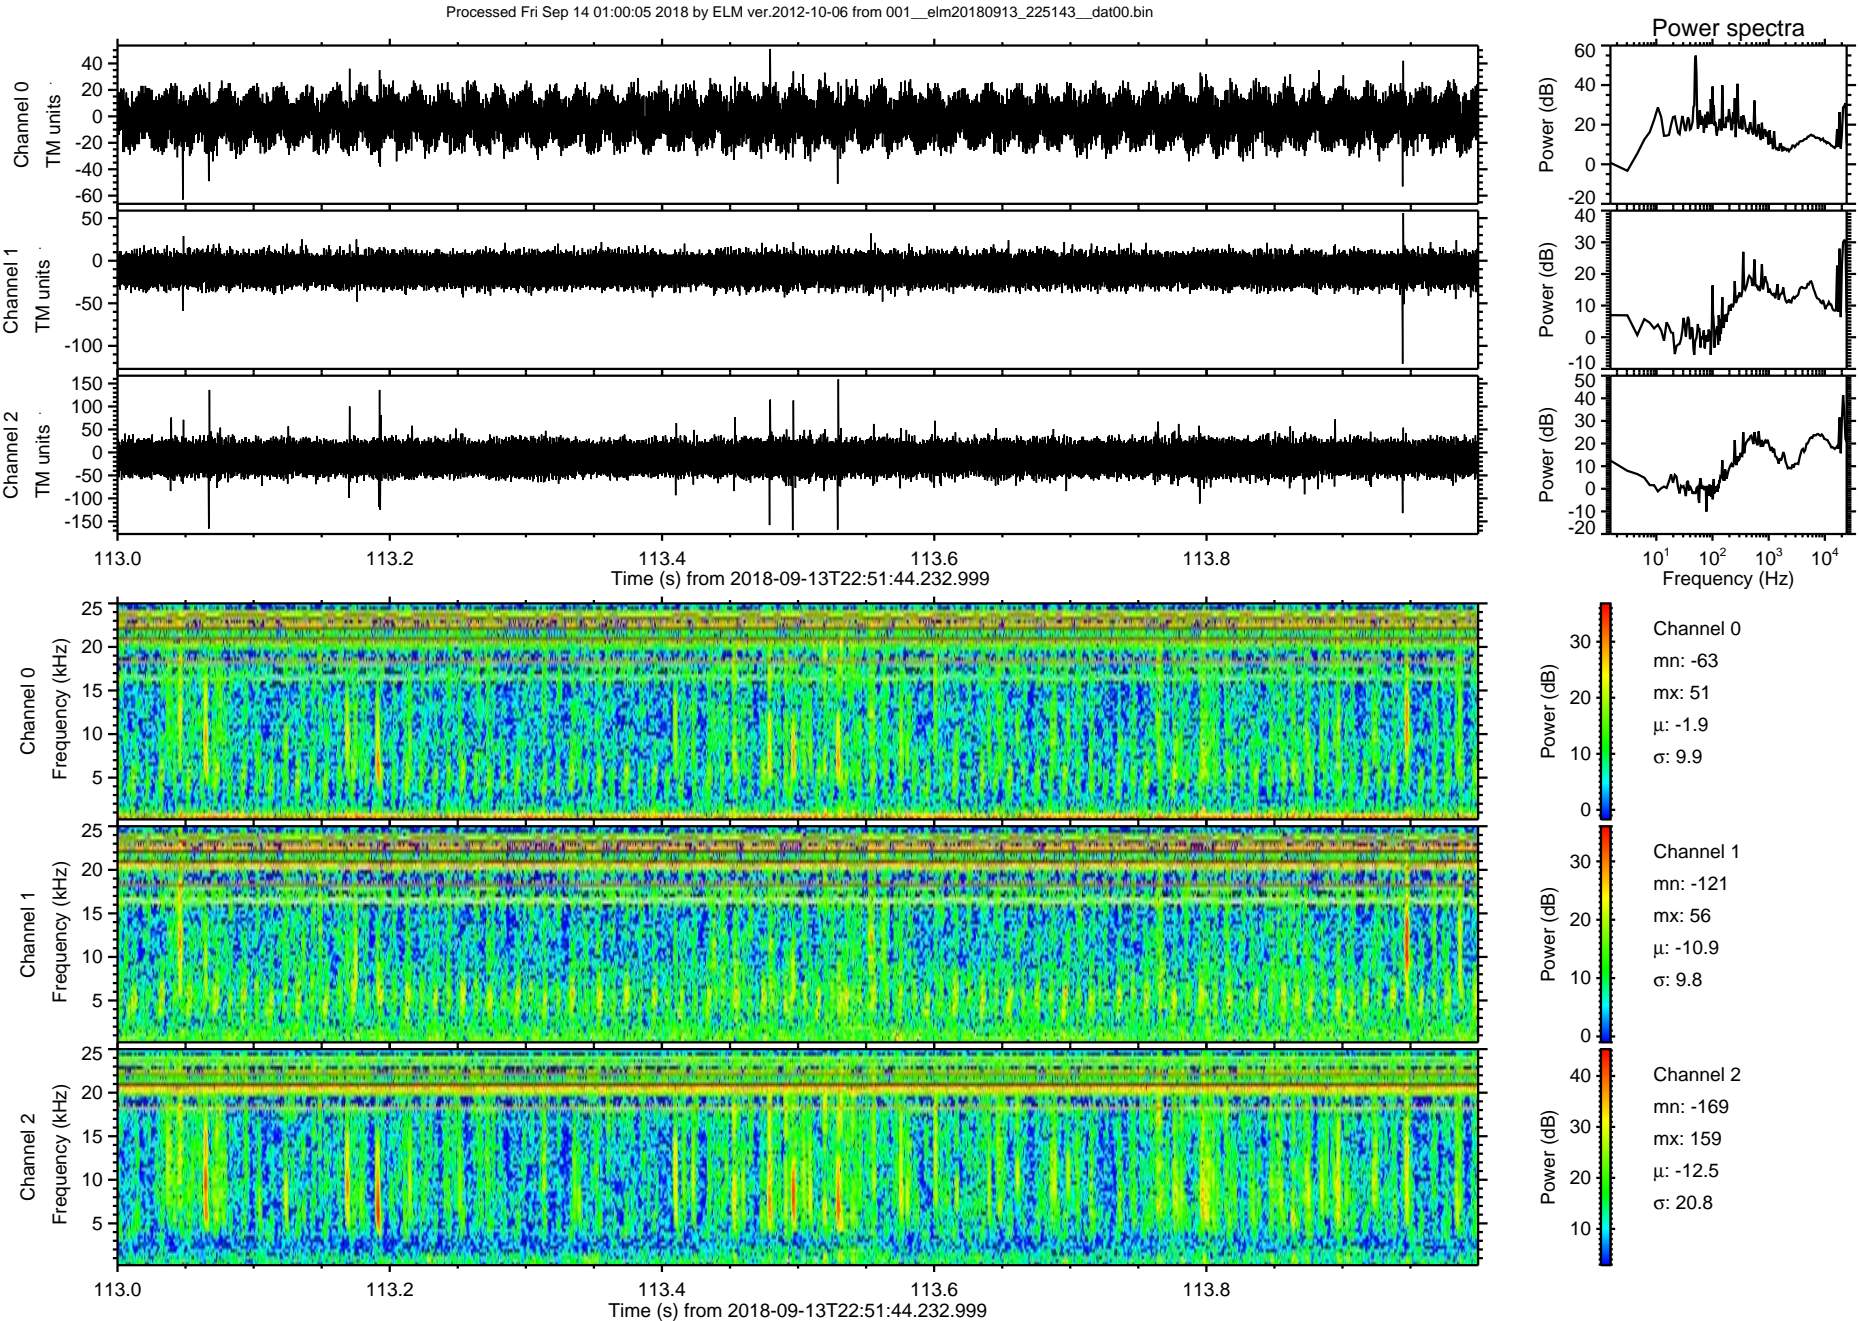 Processed Fri Sep 14 01:00:05 2018 by ELM ver.2012-10-06 from 001__elm20180913_225143__dat00.bin
Power spectra
Channel 0
TM units
40
20
0
-20
-40
-60
Power (dB)
60
40
20
0
-20
Channel 1
TM units
50
0
-50
-100
Power (dB)
40
30
20
10
0
-10
Channel 2
TM units
150
100
50
0
-50
-100
-150
Power (dB)
50
40
30
20
10
0
-10
-20
113.0 113.2 113.4 113.6 113.8
Time (s) from 2018-09-13T22:51:44.232.999
10¹ 10² 10³ 10⁴
Frequency (Hz)
Channel 0
Frequency (kHz)
25
20
15
10
5
Power (dB)
30
20
10
0
Channel 0
mn: -63
mx: 51
μ: -1.9
σ: 9.9
Channel 1
Frequency (kHz)
25
20
15
10
5
Power (dB)
30
20
10
0
Channel 1
mn: -121
mx: 56
μ: -10.9
σ: 9.8
Channel 2
Frequency (kHz)
25
20
15
10
5
Power (dB)
40
30
20
10
Channel 2
mn: -169
mx: 159
μ: -12.5
σ: 20.8
113.0 113.2 113.4 113.6 113.8
Time (s) from 2018-09-13T22:51:44.232.999